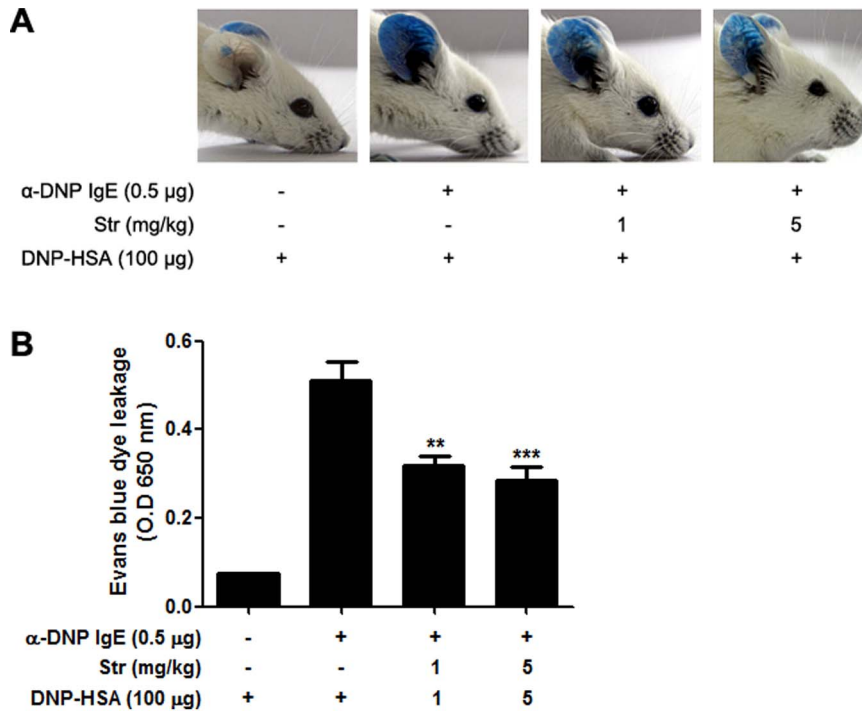 A
α-DNP IgE (0.5 µg) - + + +
Str (mg/kg) - - 1 5
DNP-HSA (100 µg) + + + +
B
Evans blue dye leakage
(O.D 650 nm)
0.6
0.4
0.2
0.0
**
***
α-DNP IgE (0.5 µg) - + + +
Str (mg/kg) - - 1 5
DNP-HSA (100 µg) + + 1 5